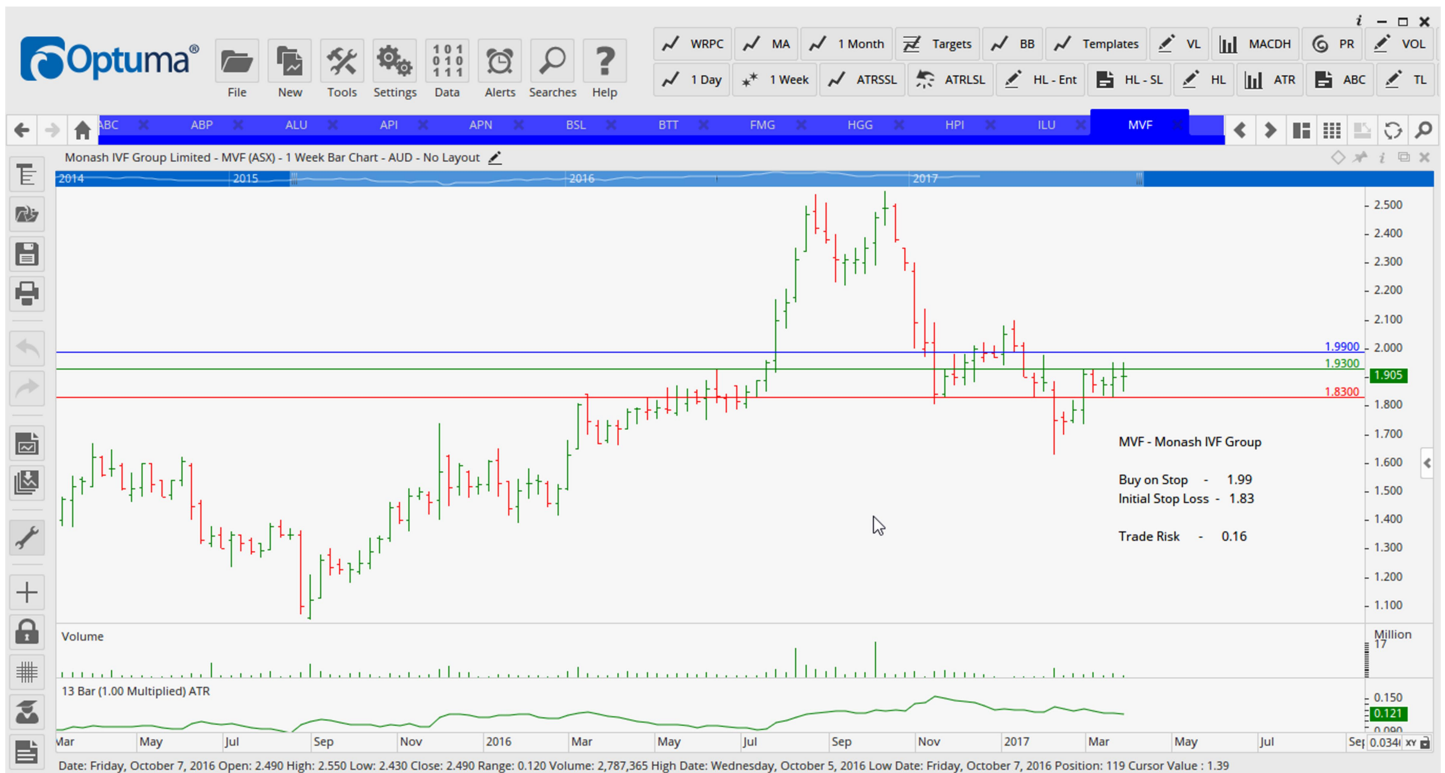 Optuma®
File
New
Tools
Settings
101
010
111
Data
Alerts
Searches
?
Help
WRPC
MA
1 Month
Targets
BB
Templates
VL
MACDH
PR
VOL
1 Day
1 Week
ATRSSL
ATRLSL
HL - Ent
HL - SL
HL
ATR
ABC
TL
ABC
ABP
ALU
API
APN
BSL
BTT
FMG
HGG
HPI
ILU
MVF
Monash IVF Group Limited - MVF (ASX) - 1 Week Bar Chart - AUD - No Layout
2014
2015
2016
2017
2.500
2.400
2.300
2.200
2.100
2.000
1.9900
1.9300
1.905
1.8300
1.800
1.700
1.600
1.500
1.400
1.300
1.200
1.100
MVF - Monash IVF Group
Buy on Stop - 1.99
Initial Stop Loss - 1.83
Trade Risk - 0.16
Volume
Million
17
13 Bar (1.00 Multiplied) ATR
0.150
0.121
0.090
Mar
May
Jul
Sep
Nov
2016
Mar
May
Jul
Sep
Nov
2017
Mar
May
Jul
XY
Date: Friday, October 7, 2016 Open: 2.490 High: 2.550 Low: 2.430 Close: 2.490 Range: 0.120 Volume: 2,787,365 High Date: Wednesday, October 5, 2016 Low Date: Friday, October 7, 2016 Position: 119 Cursor Value : 1.39